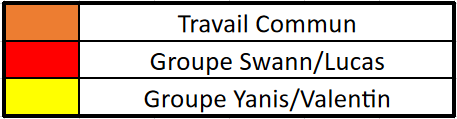 Travail Commun
Groupe Swann/Lucas
Groupe Yanis/Valentin